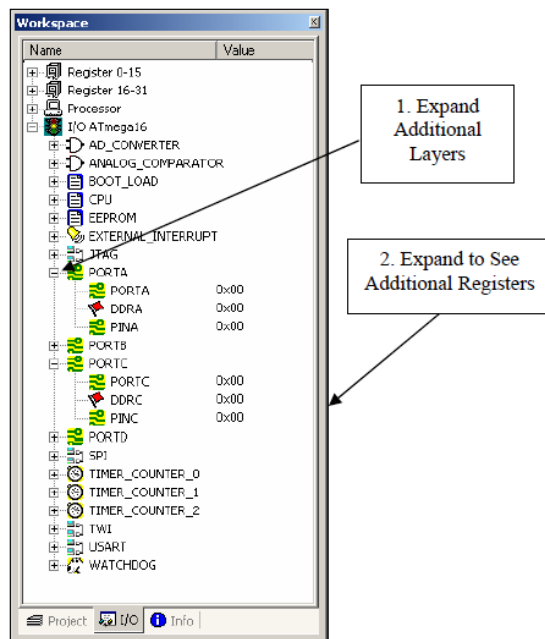 Workspace
Name Value
Register 0-15
Register 16-31
Processor
I/O ATmega16
AD_CONVERTER
ANALOG_COMPARATOR
BOOT_LOAD
CPU
EEPROM
EXTERNAL_INTERRUPT
JTAG
PORTA
PORTA 0x00
DDRA 0x00
PINA 0x00
PORTB
PORTC
PORTC 0x00
DDRC 0x00
PINC 0x00
PORTD
SPI
TIMER_COUNTER_0
TIMER_COUNTER_1
TIMER_COUNTER_2
TWI
USART
WATCHDOG
Project I/O Info
1. Expand
Additional
Layers
2. Expand to See
Additional Registers